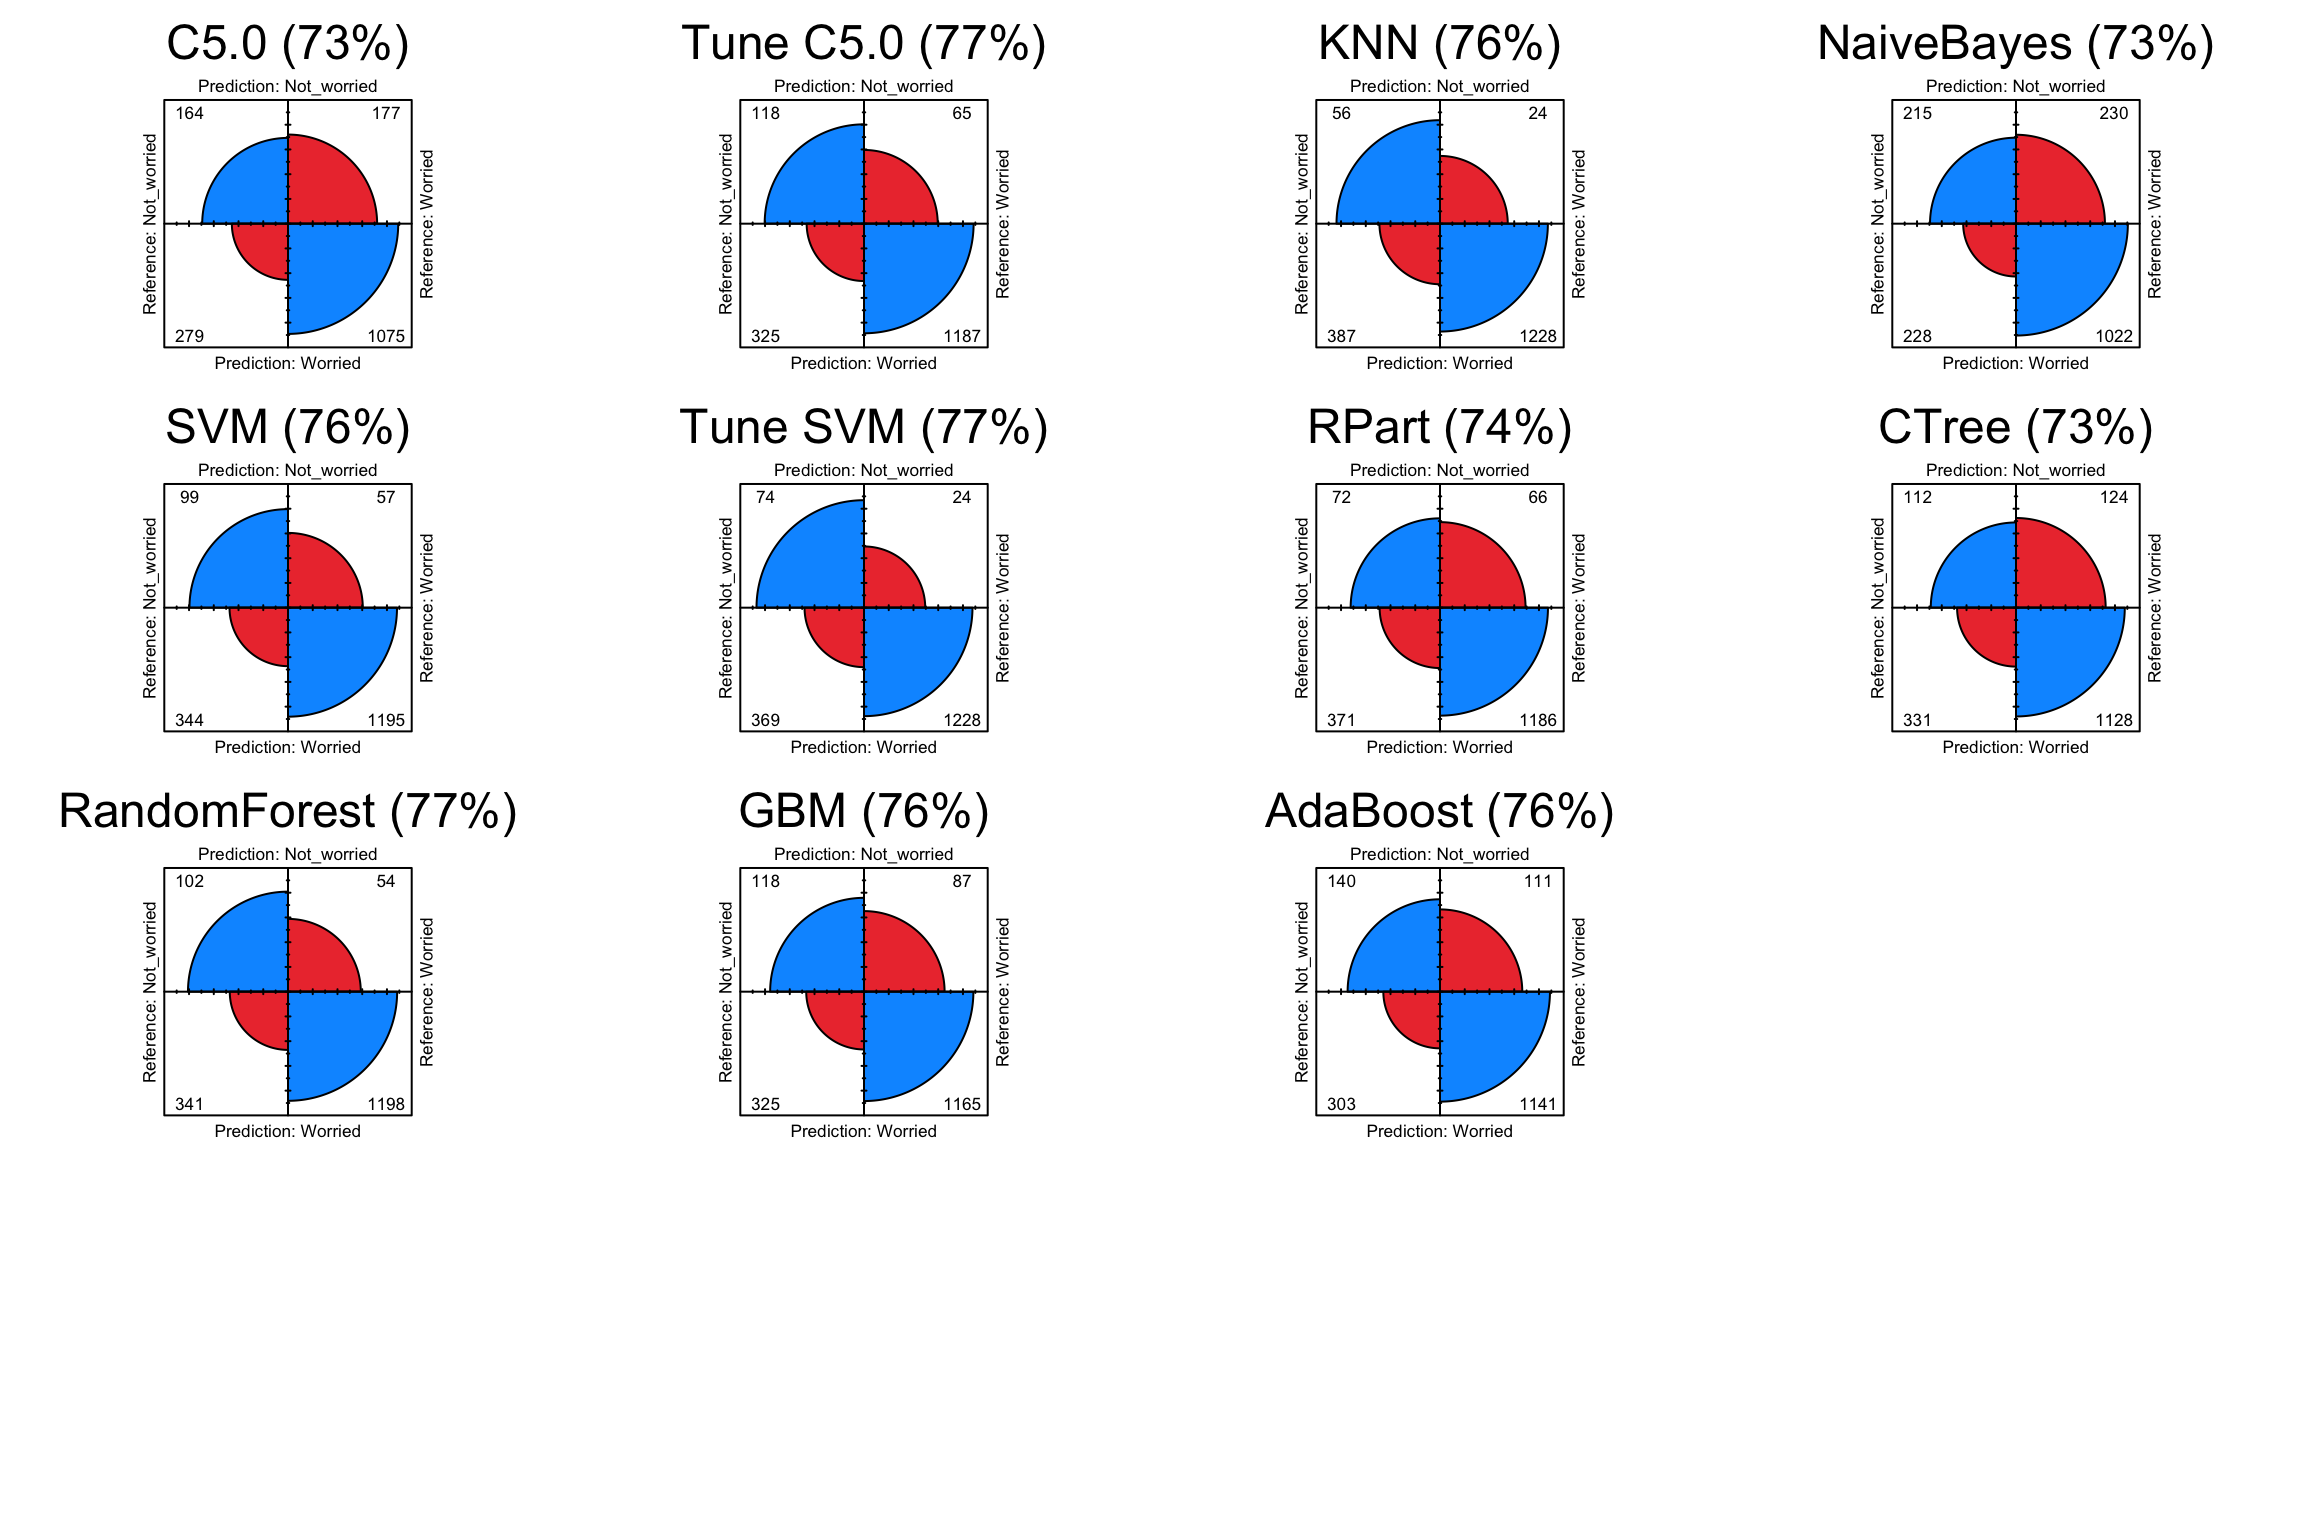 C5.0 (73%)
Prediction: Not_worried
164
177
Reference: Not_worried
Reference: Worried
279
1075
Prediction: Worried
Tune C5.0 (77%)
Prediction: Not_worried
118
65
Reference: Not_worried
Reference: Worried
325
1187
Prediction: Worried
KNN (76%)
Prediction: Not_worried
56
24
Reference: Not_worried
Reference: Worried
387
1228
Prediction: Worried
NaiveBayes (73%)
Prediction: Not_worried
215
230
Reference: Not_worried
Reference: Worried
228
1022
Prediction: Worried
SVM (76%)
Prediction: Not_worried
99
57
Reference: Not_worried
Reference: Worried
344
1195
Prediction: Worried
Tune SVM (77%)
Prediction: Not_worried
74
24
Reference: Not_worried
Reference: Worried
369
1228
Prediction: Worried
RPart (74%)
Prediction: Not_worried
72
66
Reference: Not_worried
Reference: Worried
371
1186
Prediction: Worried
CTree (73%)
Prediction: Not_worried
112
124
Reference: Not_worried
Reference: Worried
331
1128
Prediction: Worried
RandomForest (77%)
Prediction: Not_worried
102
54
Reference: Not_worried
Reference: Worried
341
1198
Prediction: Worried
GBM (76%)
Prediction: Not_worried
118
87
Reference: Not_worried
Reference: Worried
325
1165
Prediction: Worried
AdaBoost (76%)
Prediction: Not_worried
140
111
Reference: Not_worried
Reference: Worried
303
1141
Prediction: Worried